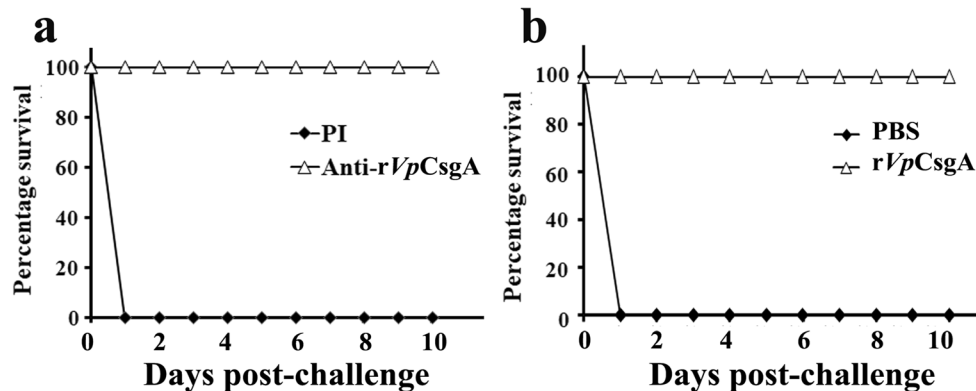 a
Percentage survival
100
80
60
40
20
0
PI
Anti-rVpCsgA
0 2 4 6 8 10
Days post-challenge
b
Percentage survival
100
80
60
40
20
0
PBS
rVpCsgA
0 2 4 6 8 10
Days post-challenge